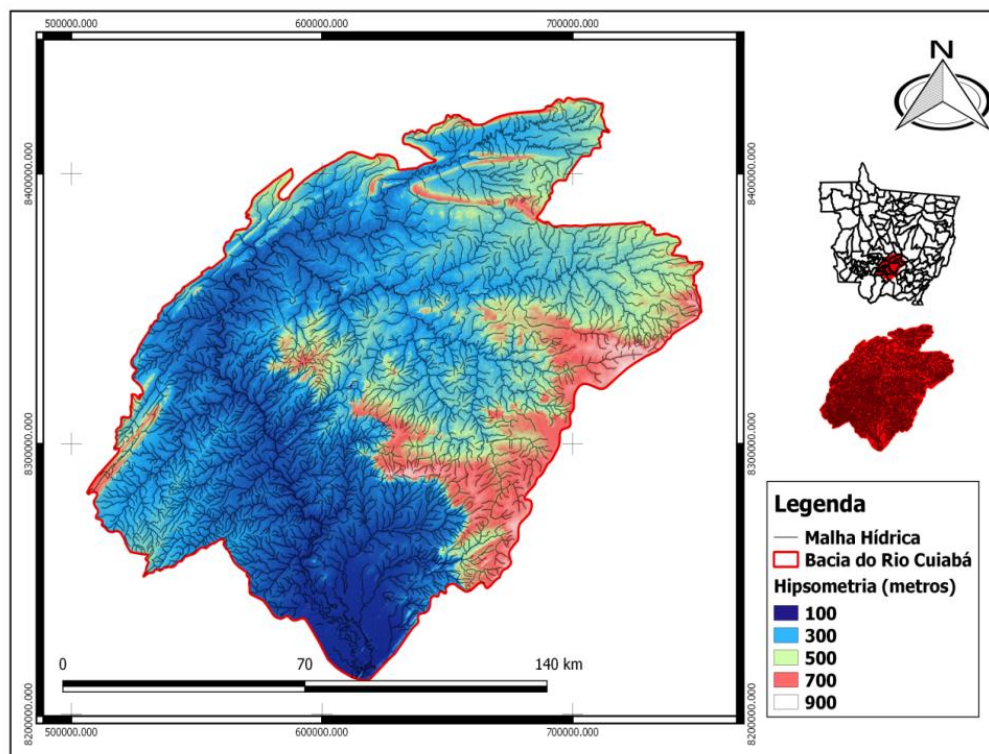 500000.000 600000.000 700000.000
N
8400000.000 8400000.000
8300000.000 8300000.000
Legenda
Malha Hídrica
Bacia do Rio Cuiabá
Hipsometria (metros)
100
300
500
700
900
0 70 140 km
8200000.000 8200000.000
500000.000 600000.000 700000.000